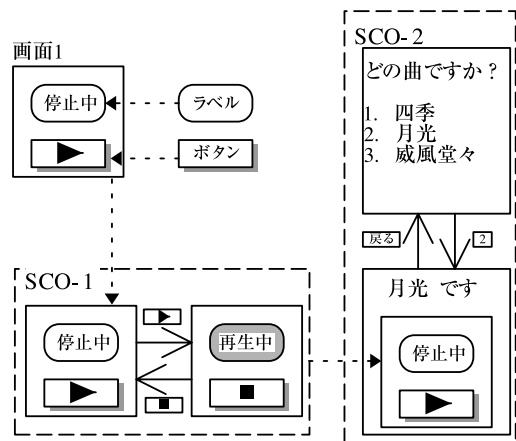 画面1
停止中
ラベル
ボタン
SCO-1
停止中
再生中
SCO-2
どの曲ですか?
1. 四季
2. 月光
3. 威風堂々
戻る
2
月光 です
停止中